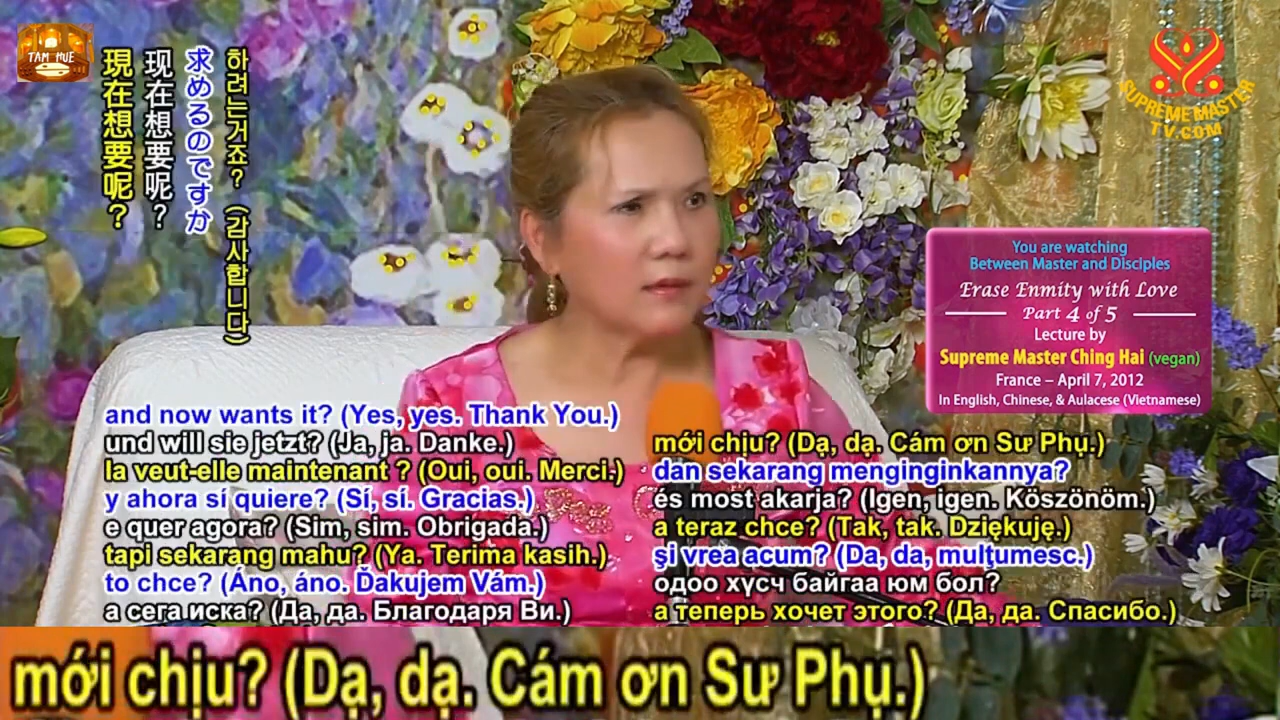 TAM HUE
하려는거죠? (감사합니다)
求めるのですか
现在想要呢?
現在想要呢?
SUPREME MASTER
TV.COM
You are watching
Between Master and Disciples
Erase Enmity with Love
Part 4 of 5
Lecture by
Supreme Master Ching Hai (vegan)
France – April 7, 2012
In English, Chinese, & Aulacese (Vietnamese)
and now wants it? (Yes, yes. Thank You.)
und will sie jetzt? (Ja, ja. Danke.)
la veut-elle maintenant ? (Oui, oui. Merci.)
y ahora sí quiere? (Sí, sí. Gracias.)
e quer agora? (Sim, sim. Obrigada.)
tapi sekarang mahu? (Ya. Terima kasih.)
to chce? (Áno, áno. Ďakujem Vám.)
а сега иска? (Да, да. Благодаря Ви.)
mới chịu? (Dạ, dạ. Cám ơn Sư Phụ.)
dan sekarang menginginkannya?
és most akarja? (Igen, igen. Köszönöm.)
a teraz chce? (Tak, tak. Dziękuję.)
şi vrea acum? (Da, da, mulţumesc.)
одоо хүсч байгаа юм бол?
а теперь хочет этого? (Да, да. Спасибо.)
mới chịu? (Dạ, dạ. Cám ơn Sư Phụ.)